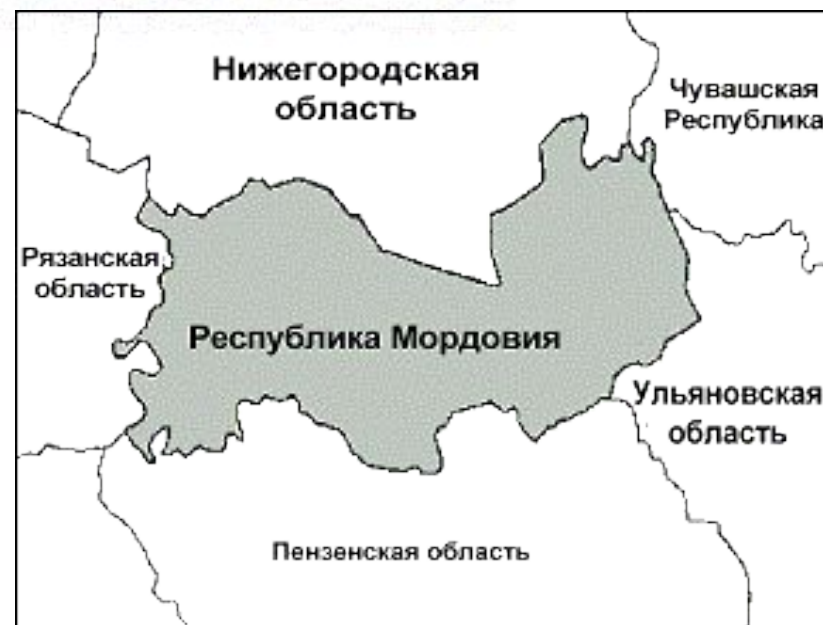 Нижегородская
область
Чувашская
Республика
Рязанская
область
Республика Мордовия
Ульяновская
область
Пензенская область